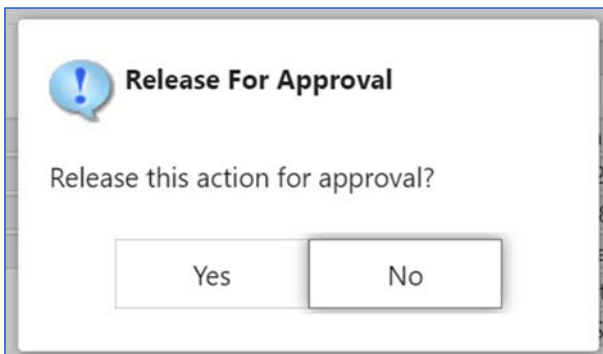 Release For Approval
Release this action for approval?
Yes
No